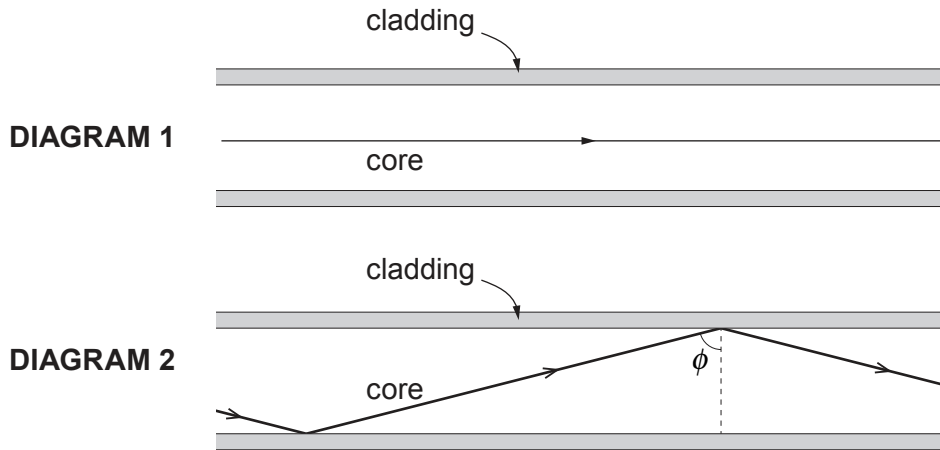 cladding
DIAGRAM 1
core
cladding
DIAGRAM 2
ϕ
core